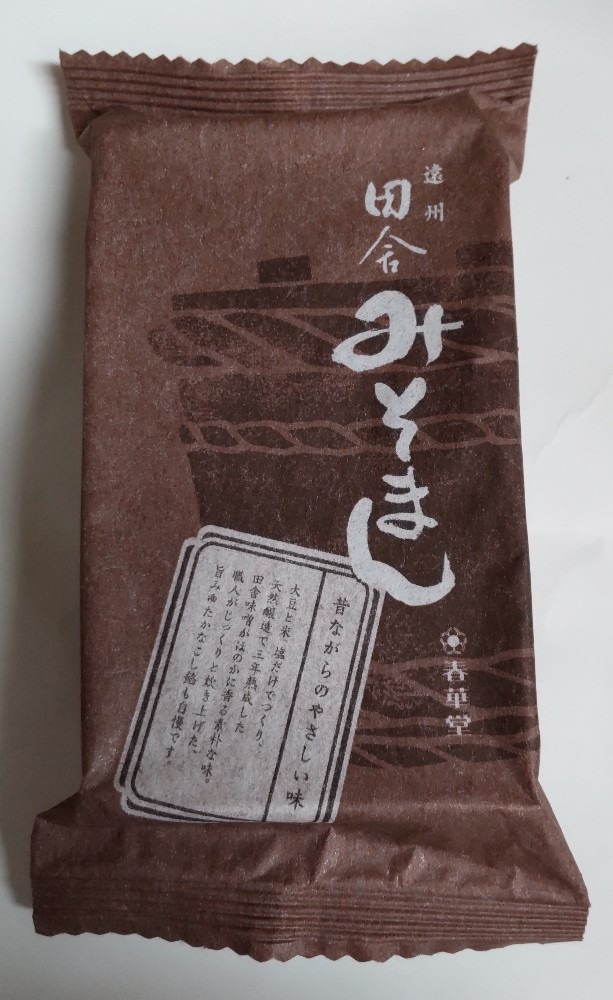 遠州
田舎
みそまん
春華堂
昔ながらのやさしい味
大豆と米、塩だけでつくり、
天然醸造で三年熟成した
田舎味噌がほのかに香る素朴な味。
職人がじっくりと炊き上げた、
旨みゆたかなこし餡も自慢です。